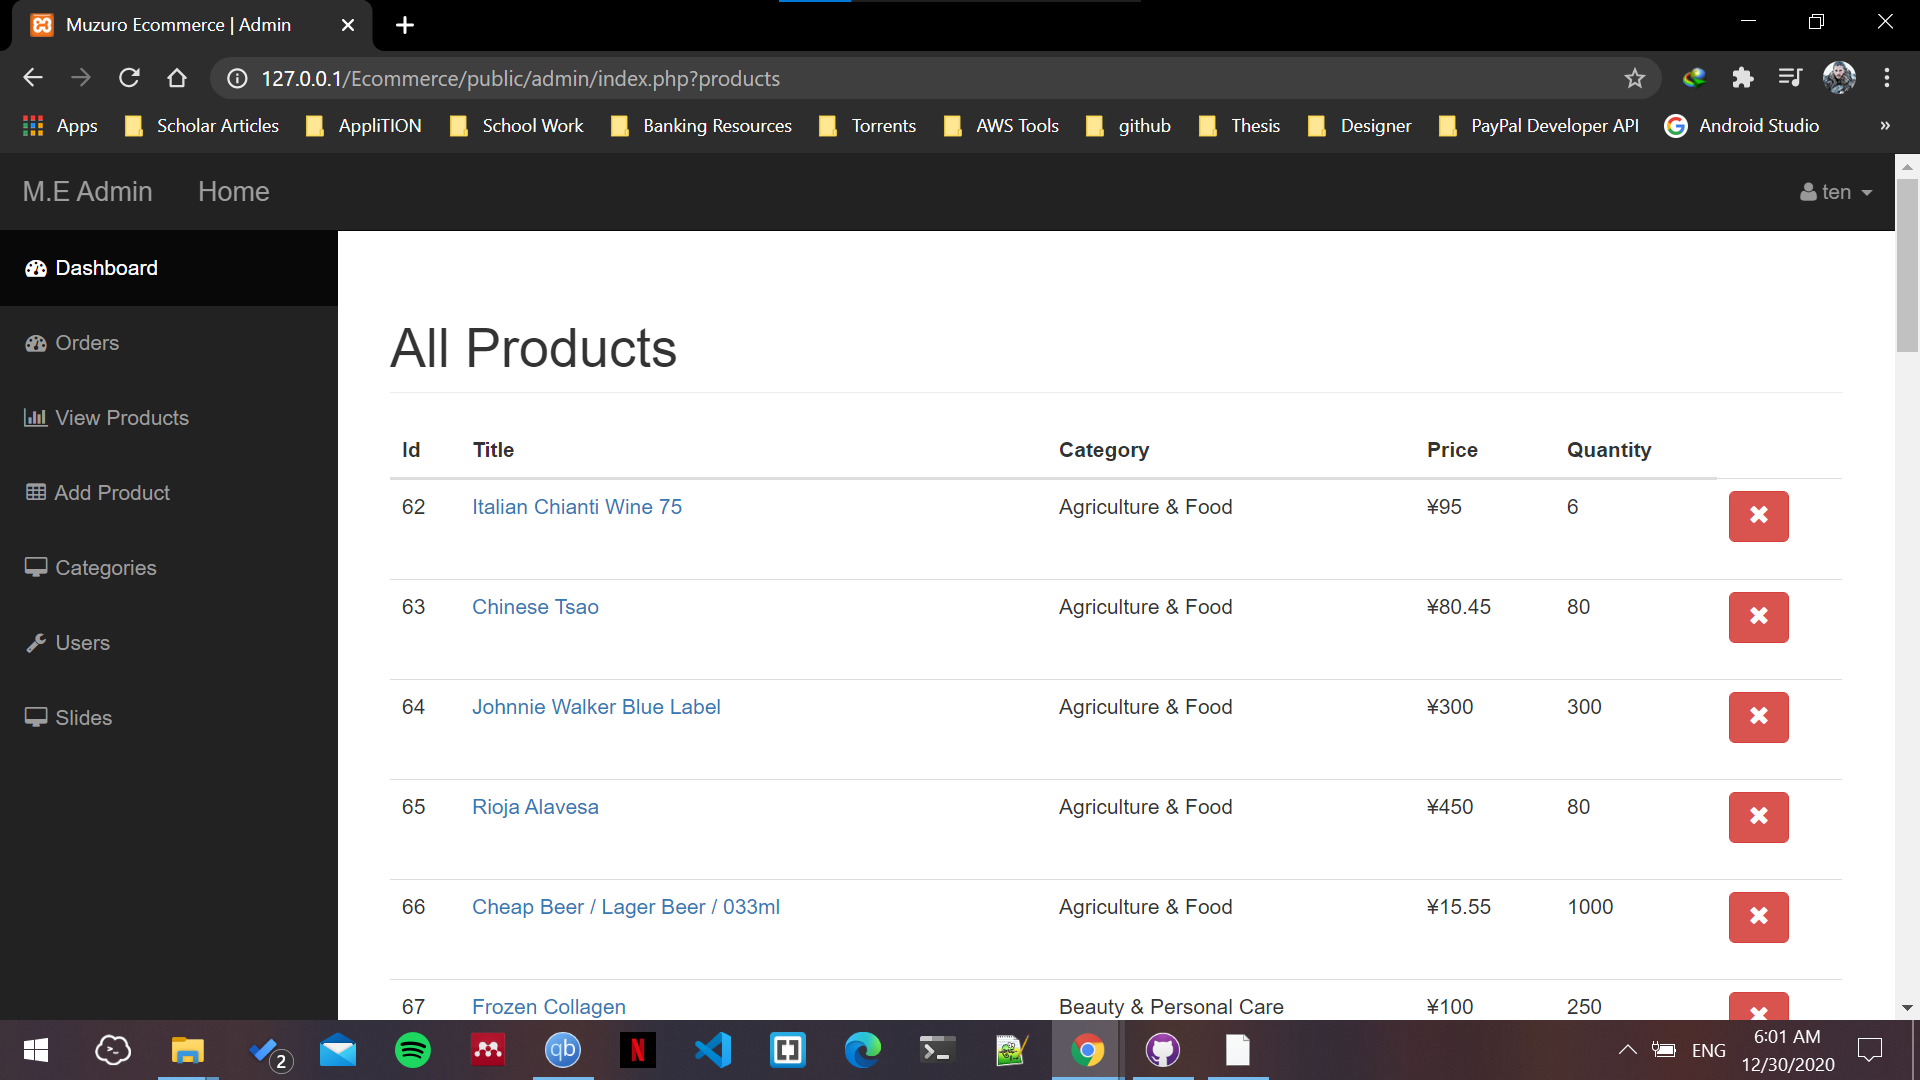 Muzuro Ecommerce | Admin
127.0.0.1/Ecommerce/public/admin/index.php?products
Apps Scholar Articles AppliTION School Work Banking Resources Torrents AWS Tools github Thesis Designer PayPal Developer API Android Studio »
M.E Admin Home ten
Dashboard
Orders
View Products
Add Product
Categories
Users
Slides
All Products
Id Title Category Price Quantity
62 Italian Chianti Wine 75 Agriculture & Food ¥95 6
63 Chinese Tsao Agriculture & Food ¥80.45 80
64 Johnnie Walker Blue Label Agriculture & Food ¥300 300
65 Rioja Alavesa Agriculture & Food ¥450 80
66 Cheap Beer / Lager Beer / 033ml Agriculture & Food ¥15.55 1000
67 Frozen Collagen Beauty & Personal Care ¥100 250
2
qb
N
ENG
6:01 AM
12/30/2020